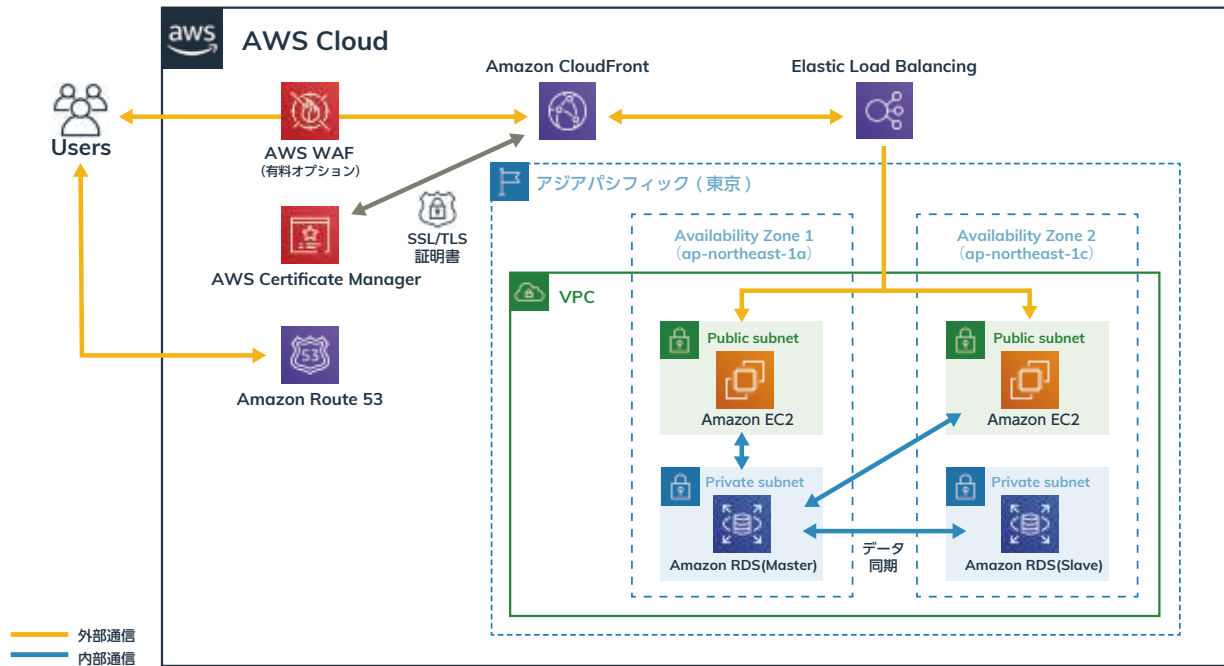 aws
AWS Cloud
Amazon CloudFront
Elastic Load Balancing
Users
AWS WAF
(有料オプション)
アジアパシフィック ( 東京 )
SSL/TLS
証明書
AWS Certificate Manager
Availability Zone 1
(ap-northeast-1a)
Availability Zone 2
(ap-northeast-1c)
VPC
Public subnet
Public subnet
53
Amazon Route 53
Amazon EC2
Amazon EC2
Private subnet
Private subnet
データ
同期
Amazon RDS(Master)
Amazon RDS(Slave)
外部通信
内部通信